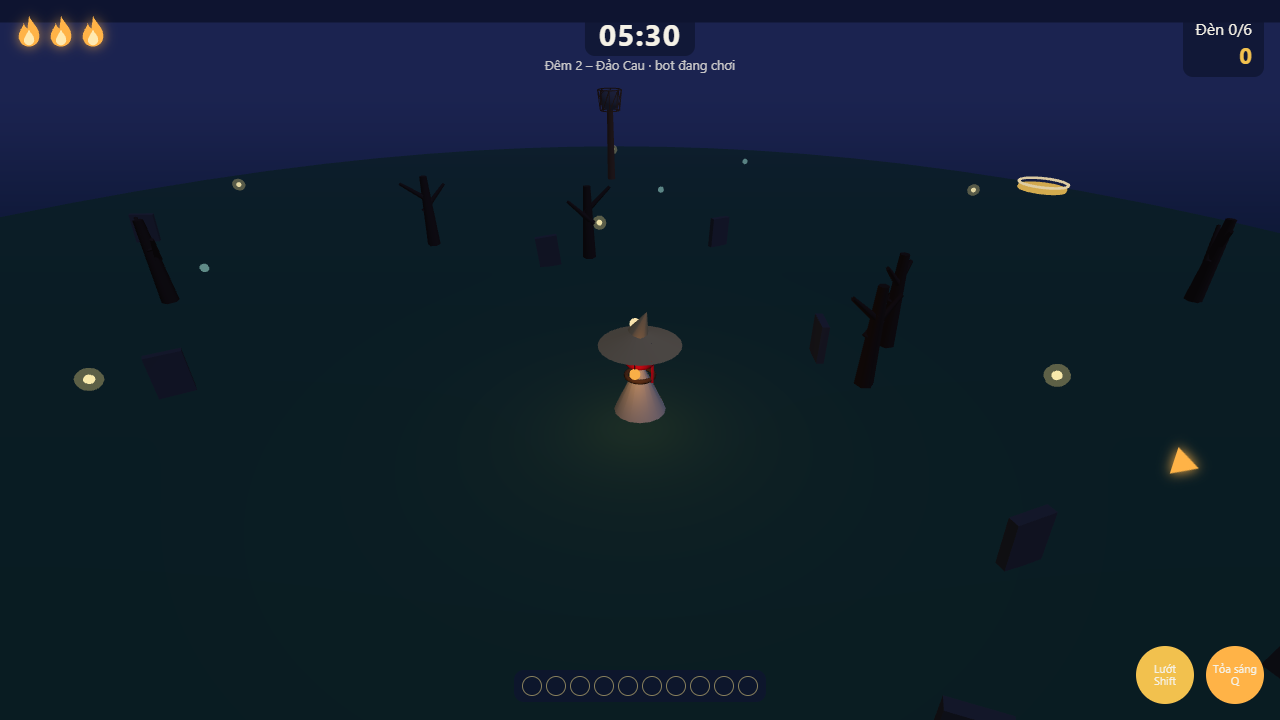 05:30
Đêm 2 – Đảo Cau · bot đang chơi
Đèn 0/6
0
Lướt
Shift
Tỏa sáng
Q